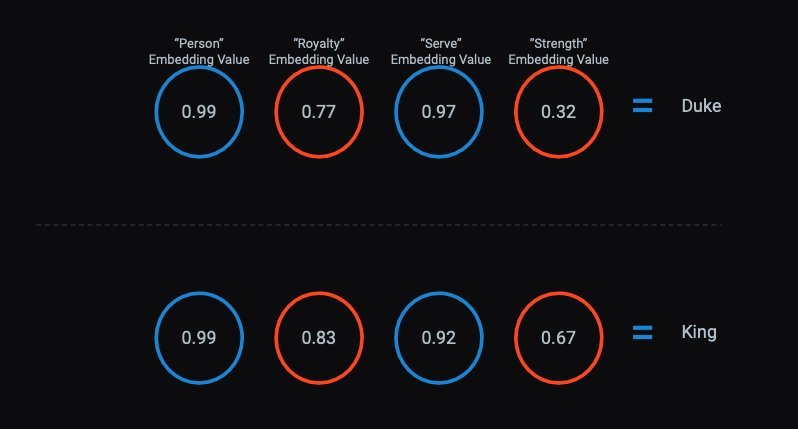 “Person” “Royalty” “Serve” “Strength”
Embedding Value Embedding Value Embedding Value Embedding Value
0.99 0.77 0.97 0.32 = Duke
0.99 0.83 0.92 0.67 = King